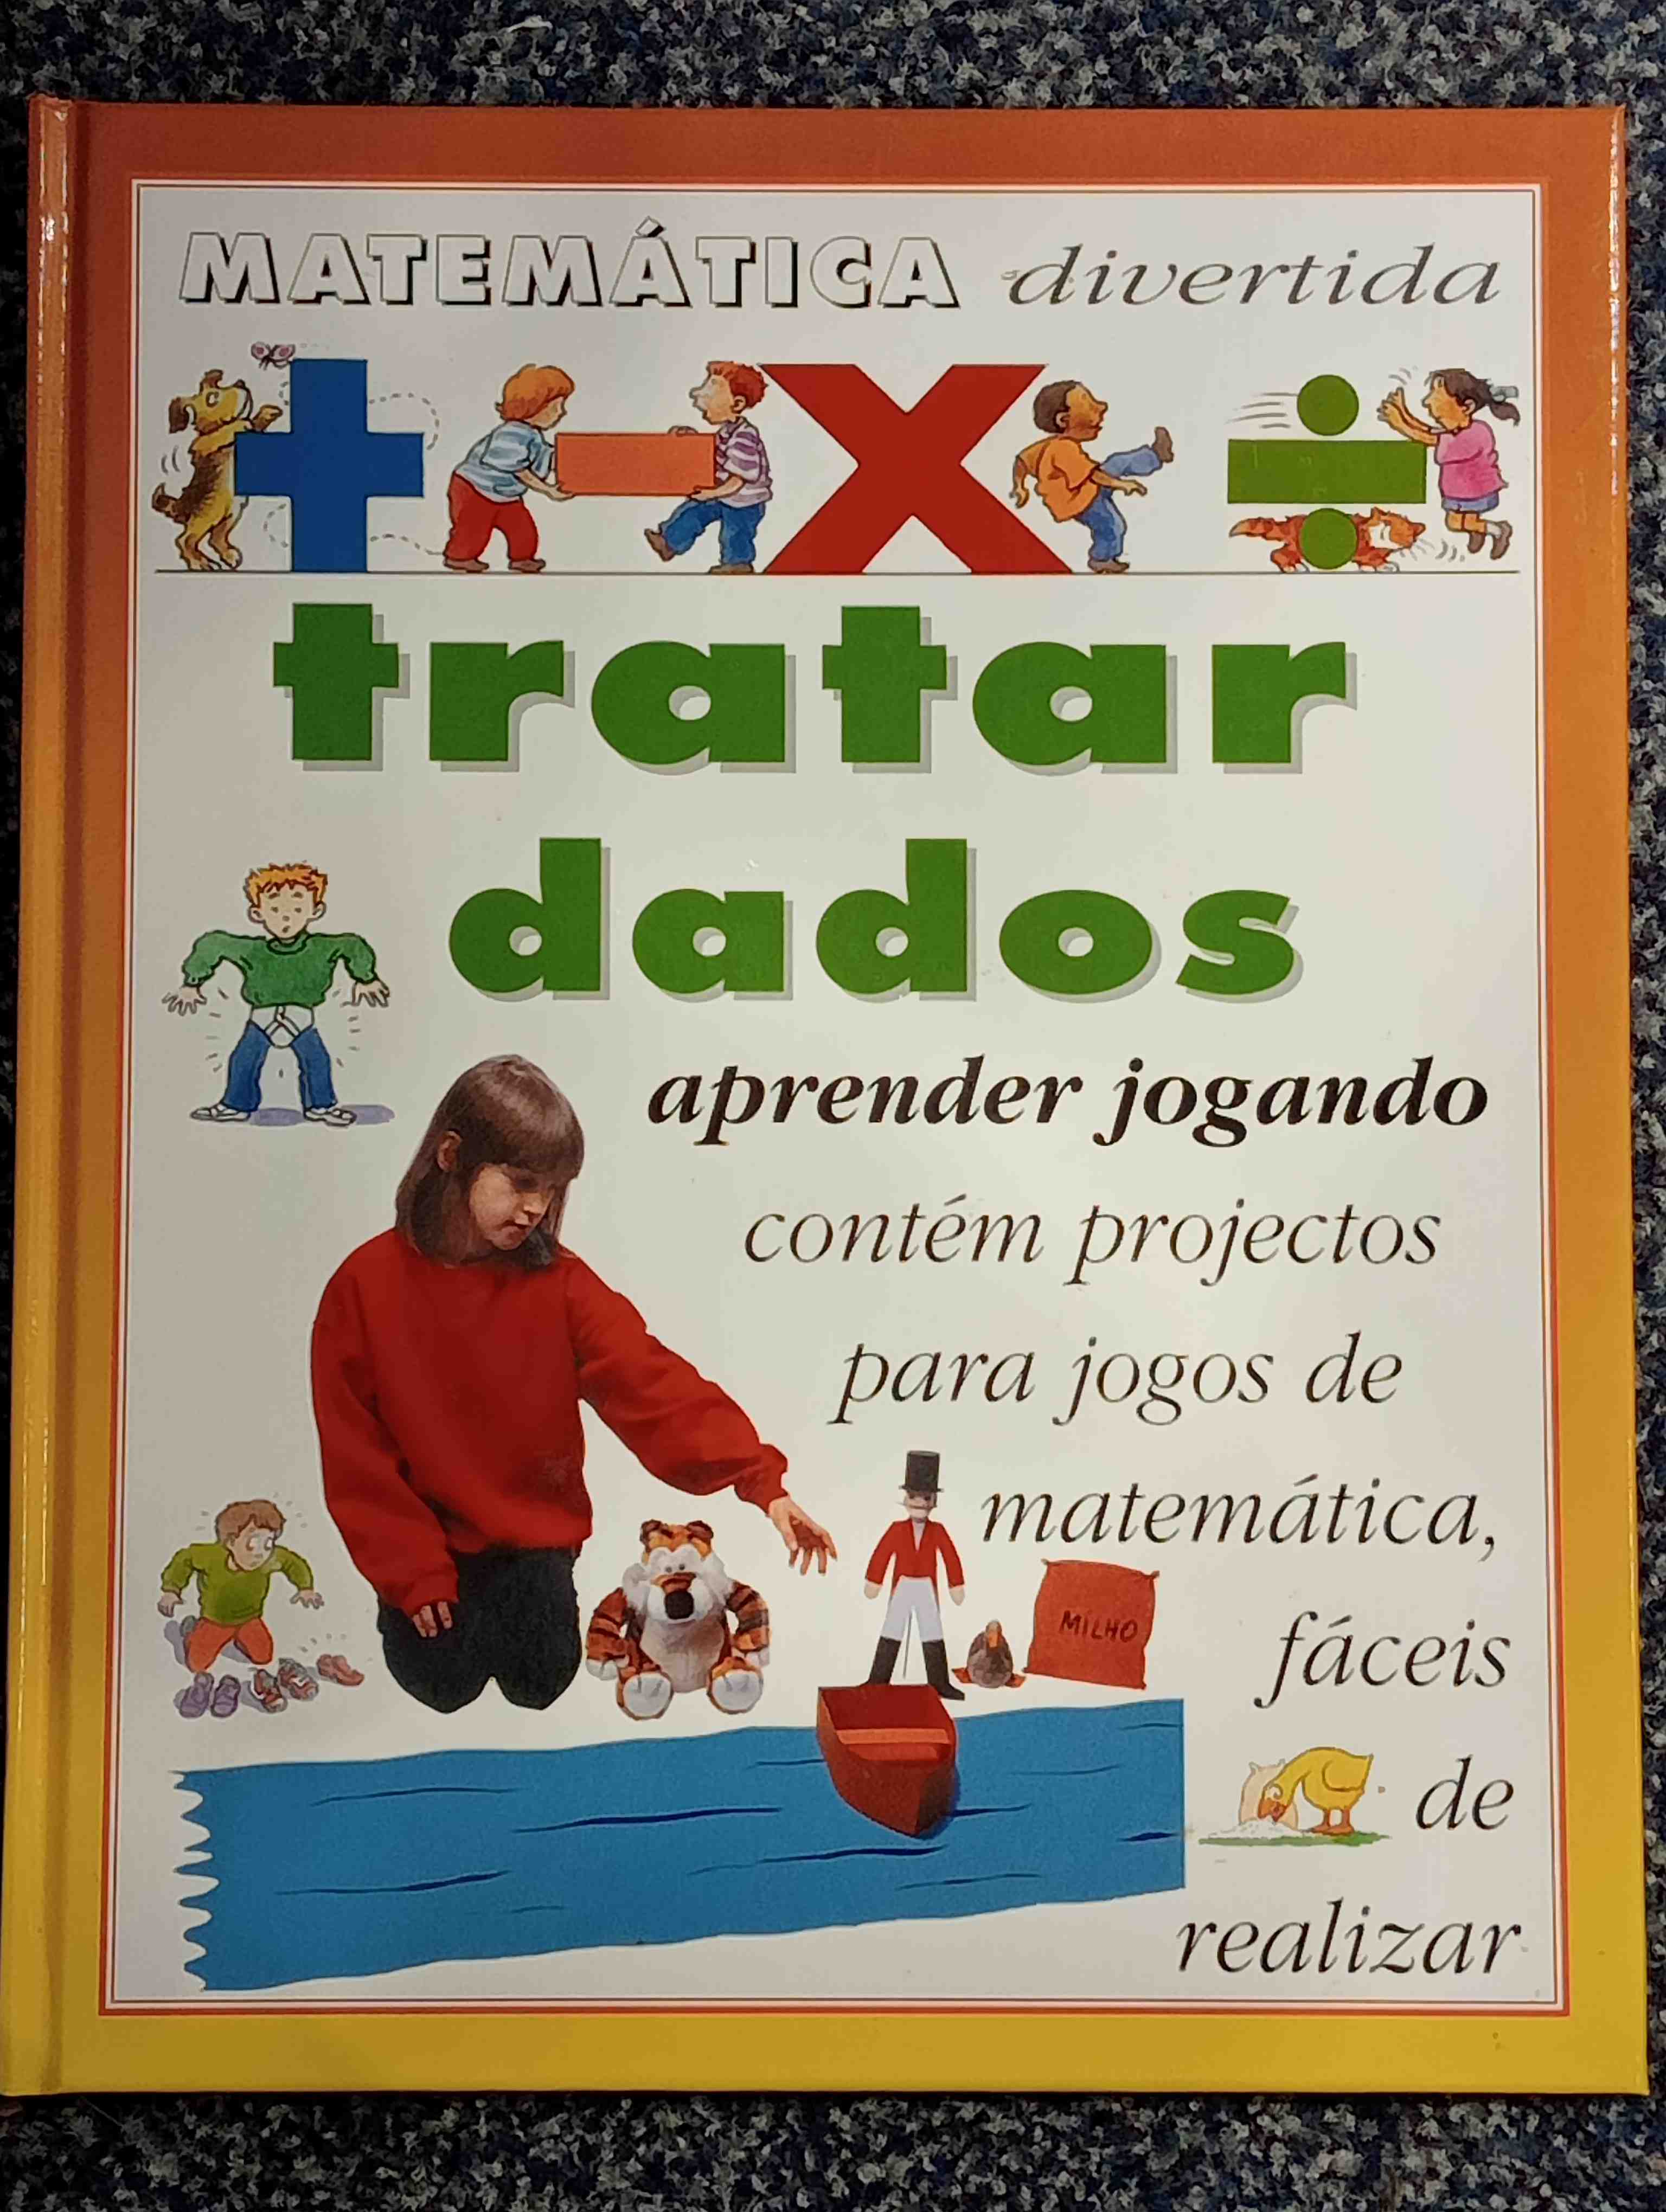 MATEMÁTICA divertida
+ - x ÷
tratar
dados
aprender jogando
contém projectos
para jogos de
matemática,
MILHO
fáceis
de
realizar